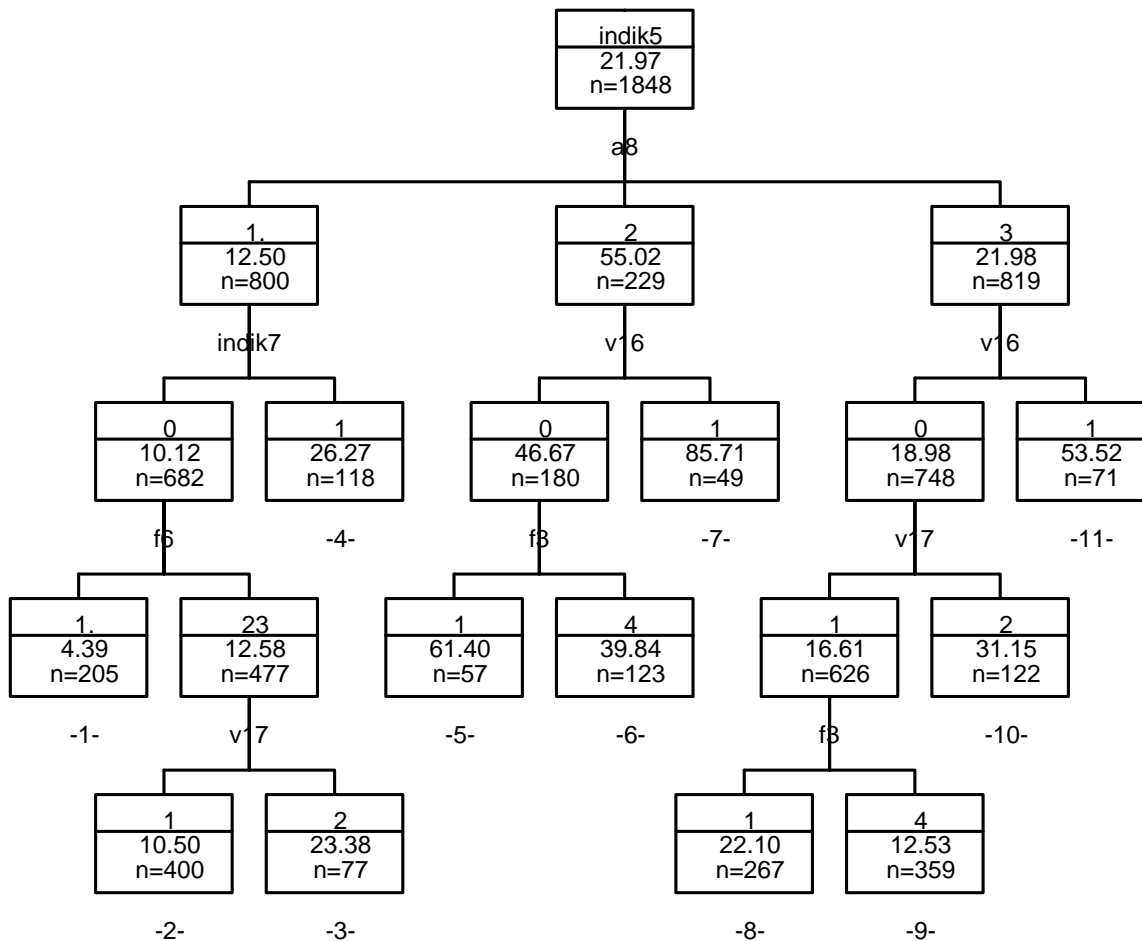 indik5
21.97
n=1848
a8
1.
12.50
n=800
2
55.02
n=229
3
21.98
n=819
indik7
v16
v16
0
10.12
n=682
1
26.27
n=118
0
46.67
n=180
1
85.71
n=49
0
18.98
n=748
1
53.52
n=71
f6
-4-
f3
-7-
v17
-11-
1.
4.39
n=205
23
12.58
n=477
1
61.40
n=57
4
39.84
n=123
1
16.61
n=626
2
31.15
n=122
-1-
v17
-5-
-6-
f3
-10-
1
10.50
n=400
2
23.38
n=77
1
22.10
n=267
4
12.53
n=359
-2-
-3-
-8-
-9-